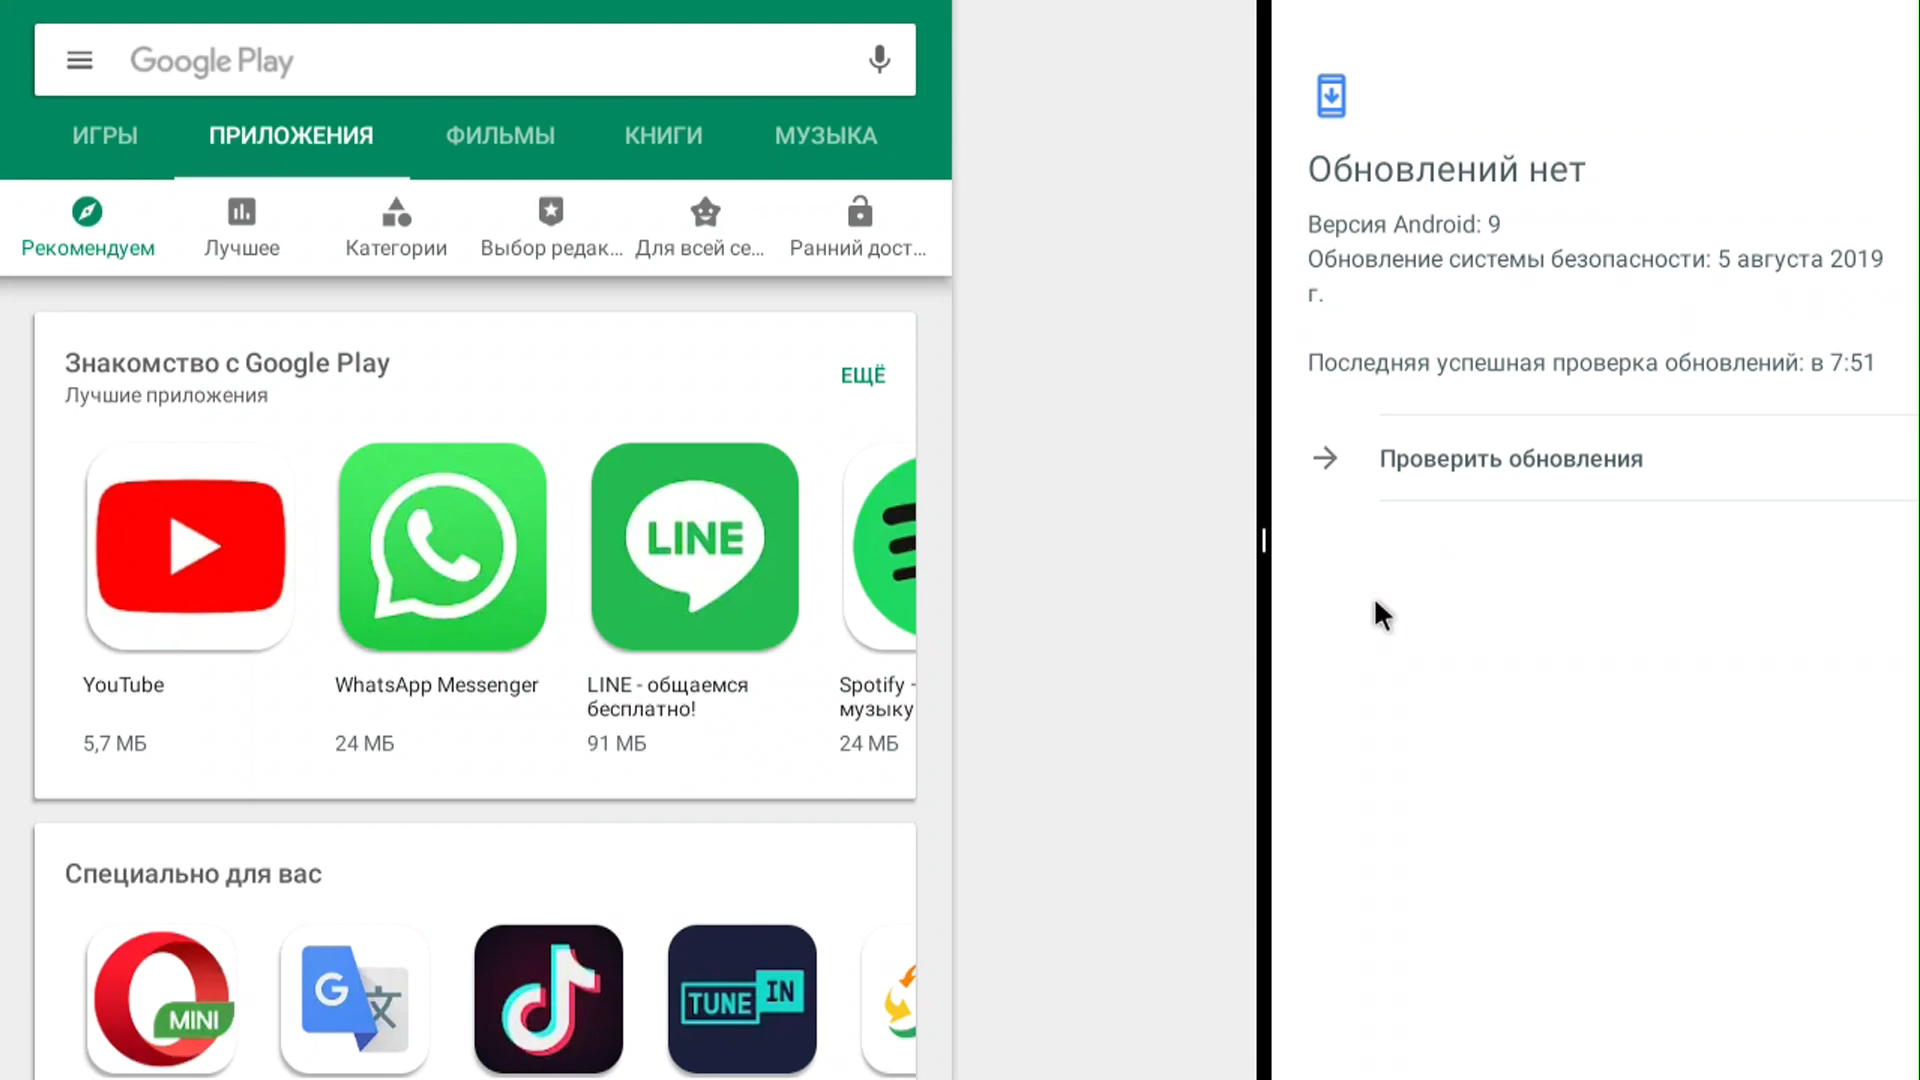 Google Play
ИГРЫ
ПРИЛОЖЕНИЯ
ФИЛЬМЫ
КНИГИ
МУЗЫКА
Рекомендуем
Лучшее
Категории
Выбор редак...
Для всей се...
Ранний дост...
Знакомство с Google Play
Лучшие приложения
ЕЩЁ
LINE
YouTube
5,7 МБ
WhatsApp Messenger
24 МБ
LINE - общаемся
бесплатно!
91 МБ
Spotify -
музыку
24 МБ
Специально для вас
MINI
G
文
TUNE IN
Обновлений нет
Версия Android: 9
Обновление системы безопасности: 5 августа 2019
г.
Последняя успешная проверка обновлений: в 7:51
Проверить обновления